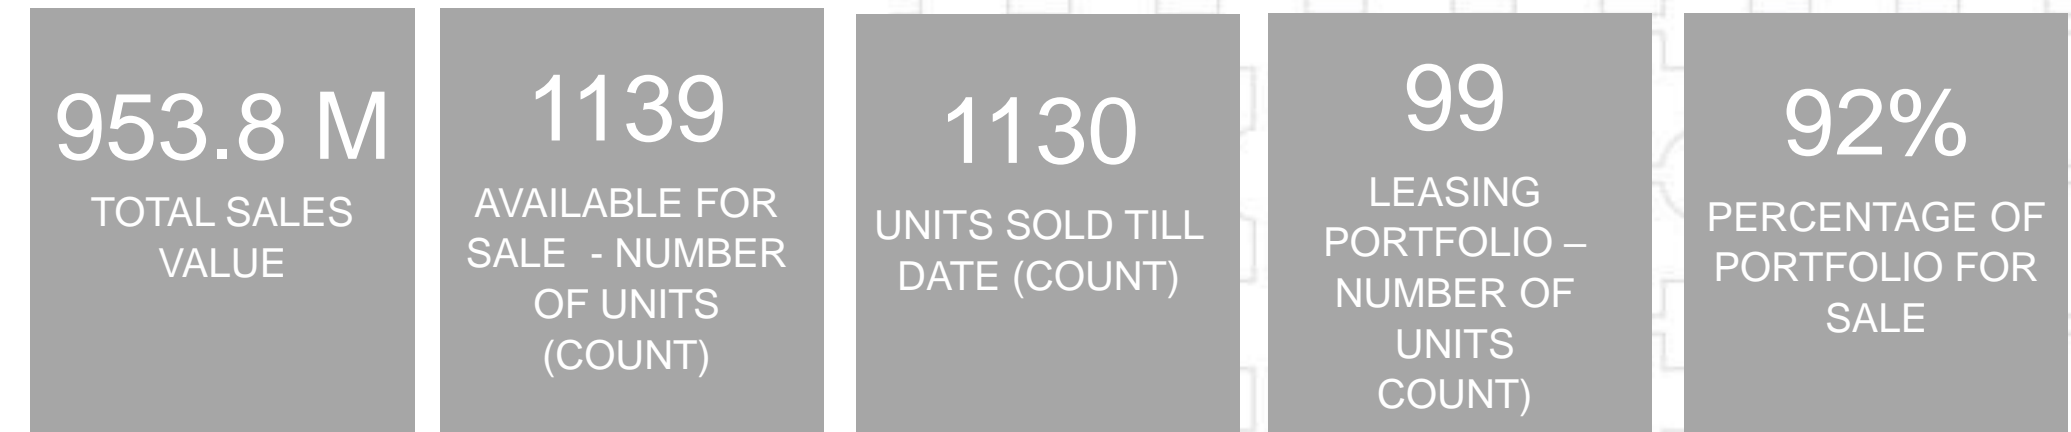 953.8 M
TOTAL SALES
VALUE
1139
AVAILABLE FOR
SALE  - NUMBER
OF UNITS
(COUNT)
1130
UNITS SOLD TILL
DATE (COUNT)
99
LEASING
PORTFOLIO –
NUMBER OF
UNITS
COUNT)
92%
PERCENTAGE OF
PORTFOLIO FOR
SALE